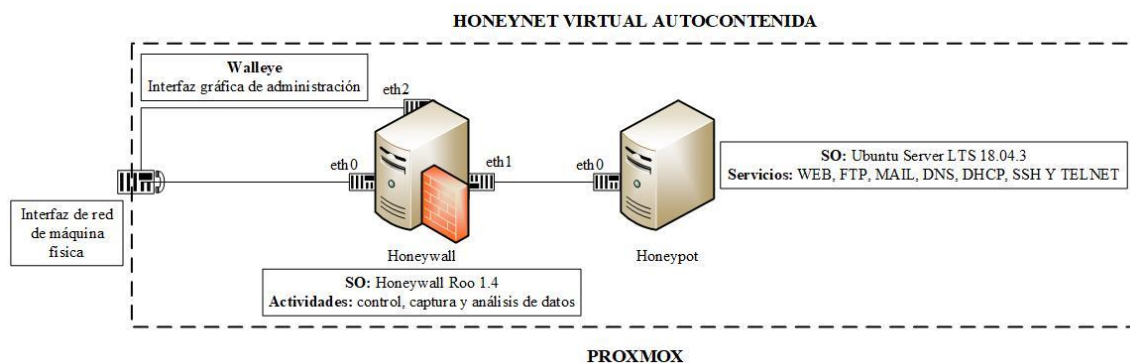 HONEYNET VIRTUAL AUTOCONTENIDA
Walleye
Interfaz gráfica de administración
eth2
eth0
eth1
eth0
SO: Ubuntu Server LTS 18.04.3
Servicios: WEB, FTP, MAIL, DNS, DHCP, SSH Y TELNET
Interfaz de red
de máquina
física
Honeywall
Honeypot
SO: Honeywall Roo 1.4
Actividades: control, captura y análisis de datos
PROXMOX